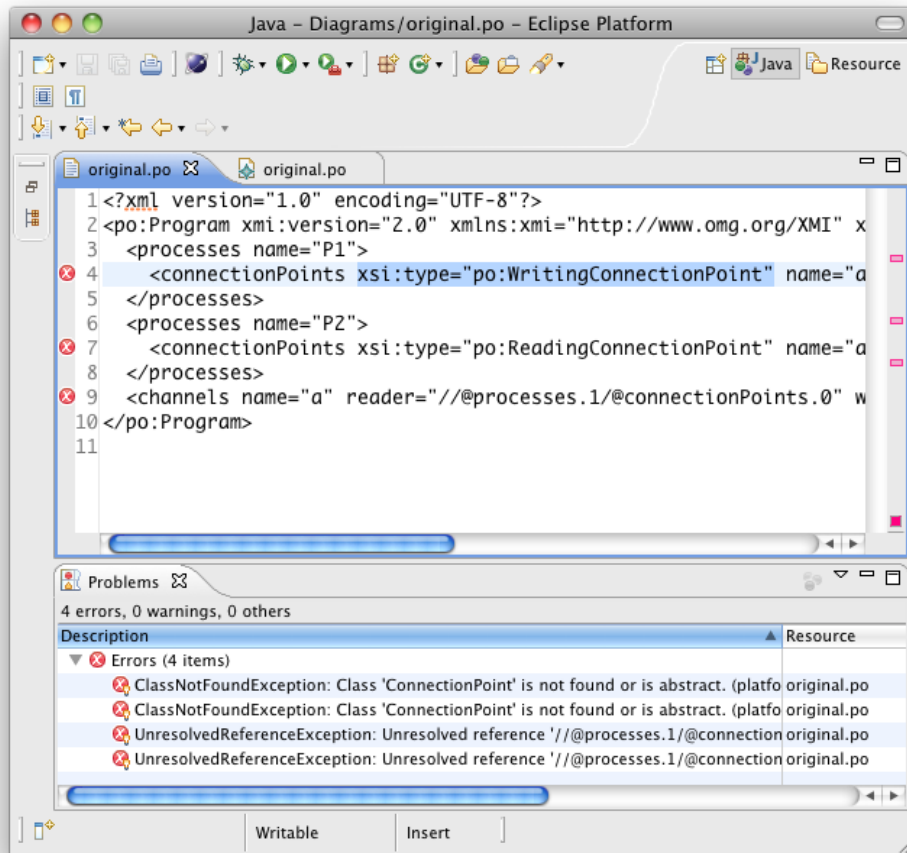 Java – Diagrams/original.po – Eclipse Platform
Java Resource
original.po original.po
1 <?xml version="1.0" encoding="UTF-8"?>
2 <po:Program xmi:version="2.0" xmlns:xmi="http://www.omg.org/XMI" x
3 <processes name="P1">
4 <connectionPoints xsi:type="po:WritingConnectionPoint" name="a
5 </processes>
6 <processes name="P2">
7 <connectionPoints xsi:type="po:ReadingConnectionPoint" name="a
8 </processes>
9 <channels name="a" reader="//@processes.1/@connectionPoints.0" w
10 </po:Program>
11
Problems
4 errors, 0 warnings, 0 others
Description Resource
Errors (4 items)
ClassNotFoundException: Class 'ConnectionPoint' is not found or is abstract. (platfo original.po
ClassNotFoundException: Class 'ConnectionPoint' is not found or is abstract. (platfo original.po
UnresolvedReferenceException: Unresolved reference '//@processes.1/@connection original.po
UnresolvedReferenceException: Unresolved reference '//@processes.1/@connection original.po
Writable Insert